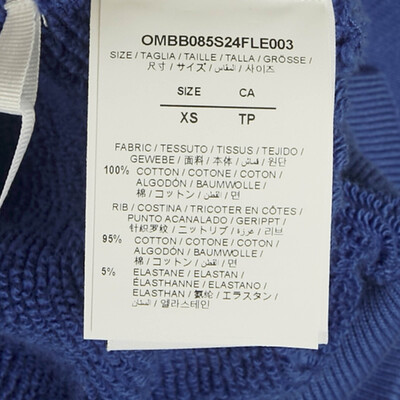 OMBB085S24FLE003
SIZE / TAGLIA / TAILLE / TALLA / GRÖSSE /
尺寸 / サイズ / المقاس / 사이즈
SIZE CA
XS TP
FABRIC / TESSUTO / TISSUS / TEJIDO /
GEWEBE / 面料 / 本体 / قماش / 원단
100% COTTON / COTONE / COTON /
ALGODÓN / BAUMWOLLE /
棉 / コットン / القطن / 면
RIB / COSTINA / TRICOTER EN CÔTES /
PUNTO ACANALADO / GERIPPT /
针织罗纹 / ニットリブ / غرزة / 리브
95% COTTON / COTONE / COTON /
ALGODÓN / BAUMWOLLE /
棉 / コットン / القطن / 면
5% ELASTANE / ELASTAN /
ÉLASTHANNE / ELASTANO /
ELASTHAN / 氨纶 / エラスタン /
/ 엘라스테인